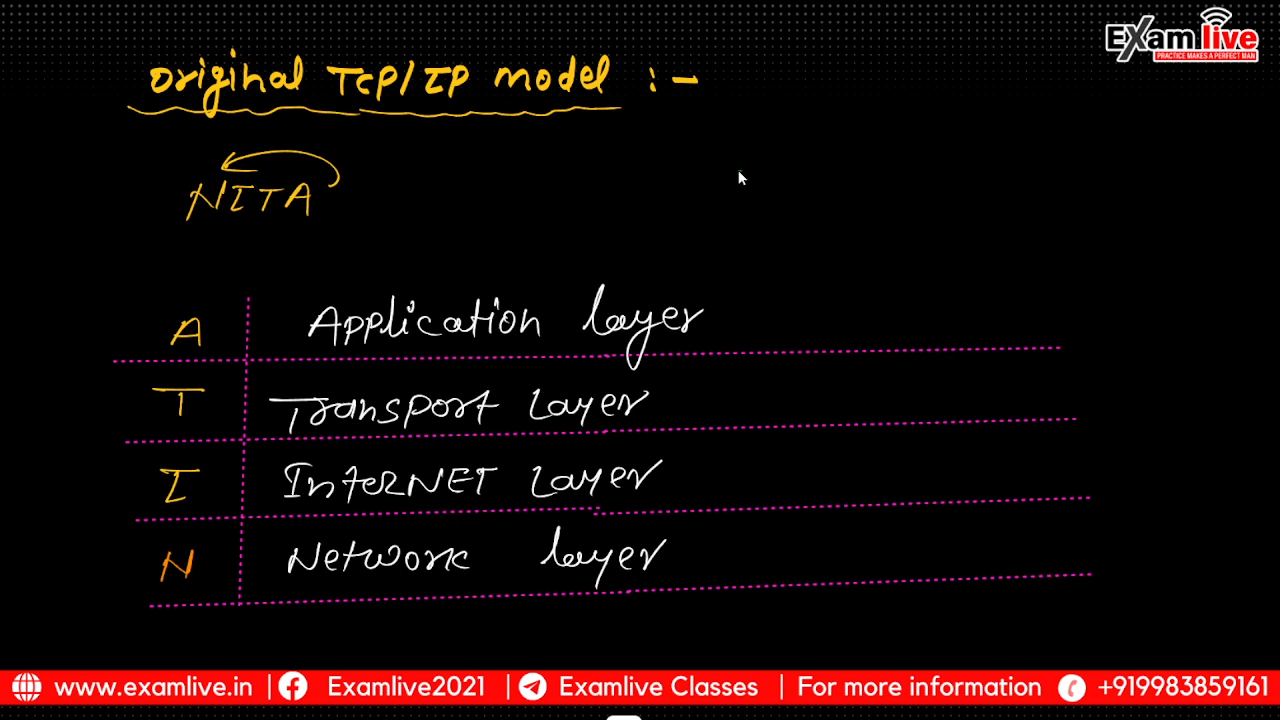 Exam live
PRACTICE MAKES A PERFECT MAN
Original TCP/IP model :-
NITA
A Application layer
T Transport Layer
I InterNET Layer
N Network layer
www.examlive.in | Examlive2021 | Examlive Classes | For more information +919983859161